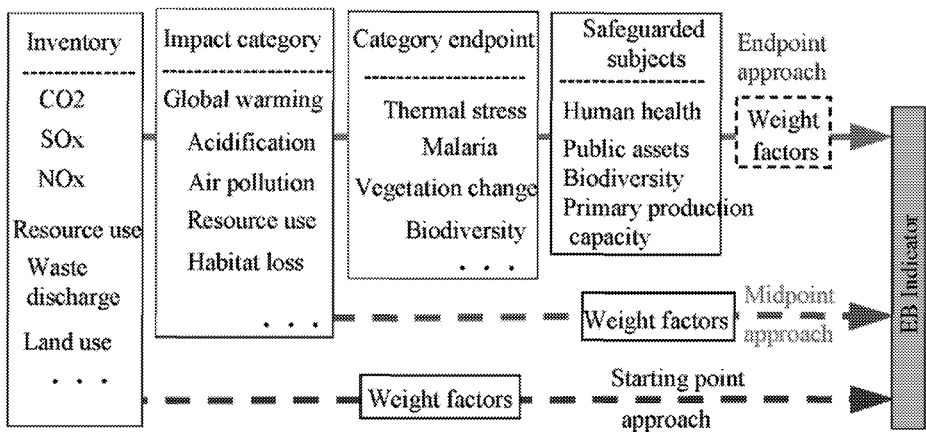 Inventory
CO2
SOx
NOx
Resource use
Waste
discharge
Land use
. . .
Impact category
Global warming
Acidification
Air pollution
Resource use
Habitat loss
. . .
Category endpoint
Thermal stress
Malaria
Vegetation change
Biodiversity
. . .
Safeguarded
subjects
Human health
Public assets
Biodiversity
Primary production
capacity
Endpoint
approach
Weight
factors
Weight factors
Midpoint
approach
Weight factors
Starting point
approach
EB Indicator